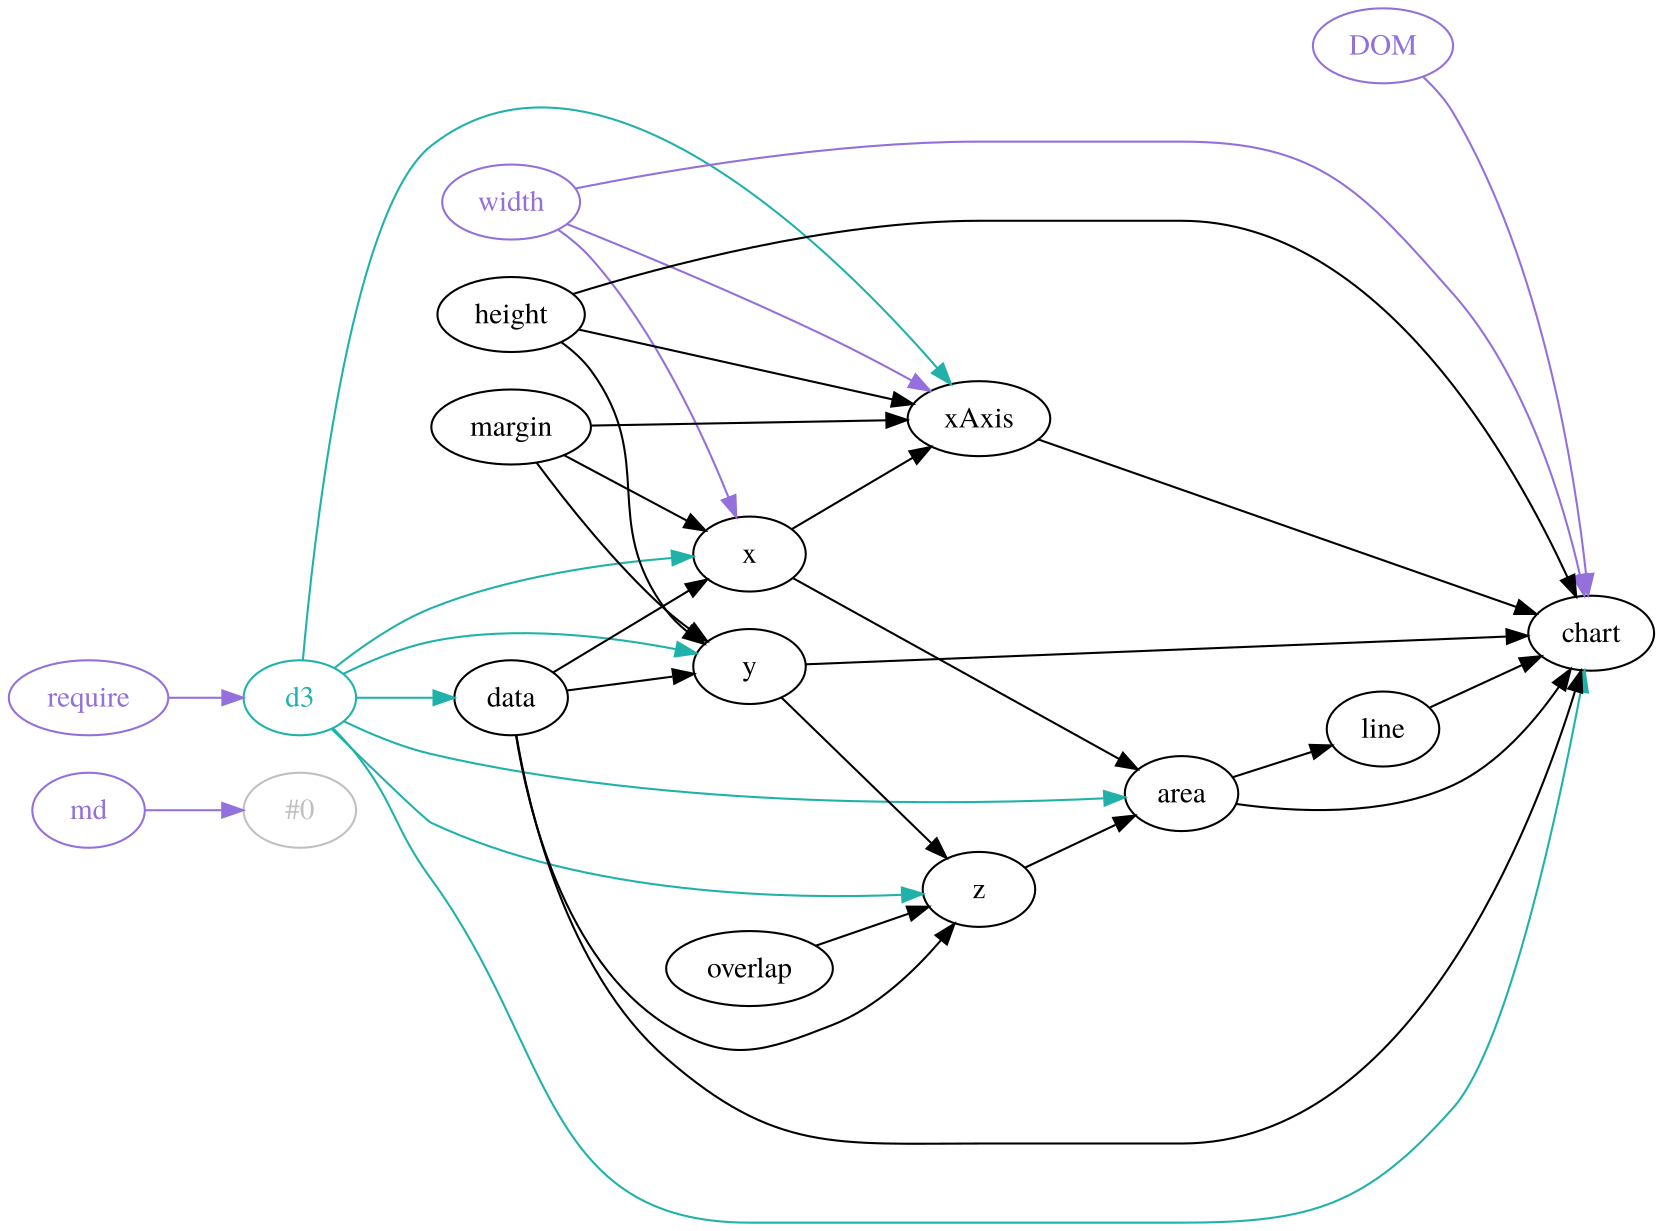 DOM
width
height
margin
xAxis
x
y
chart
require
d3
data
line
md
#0
area
z
overlap